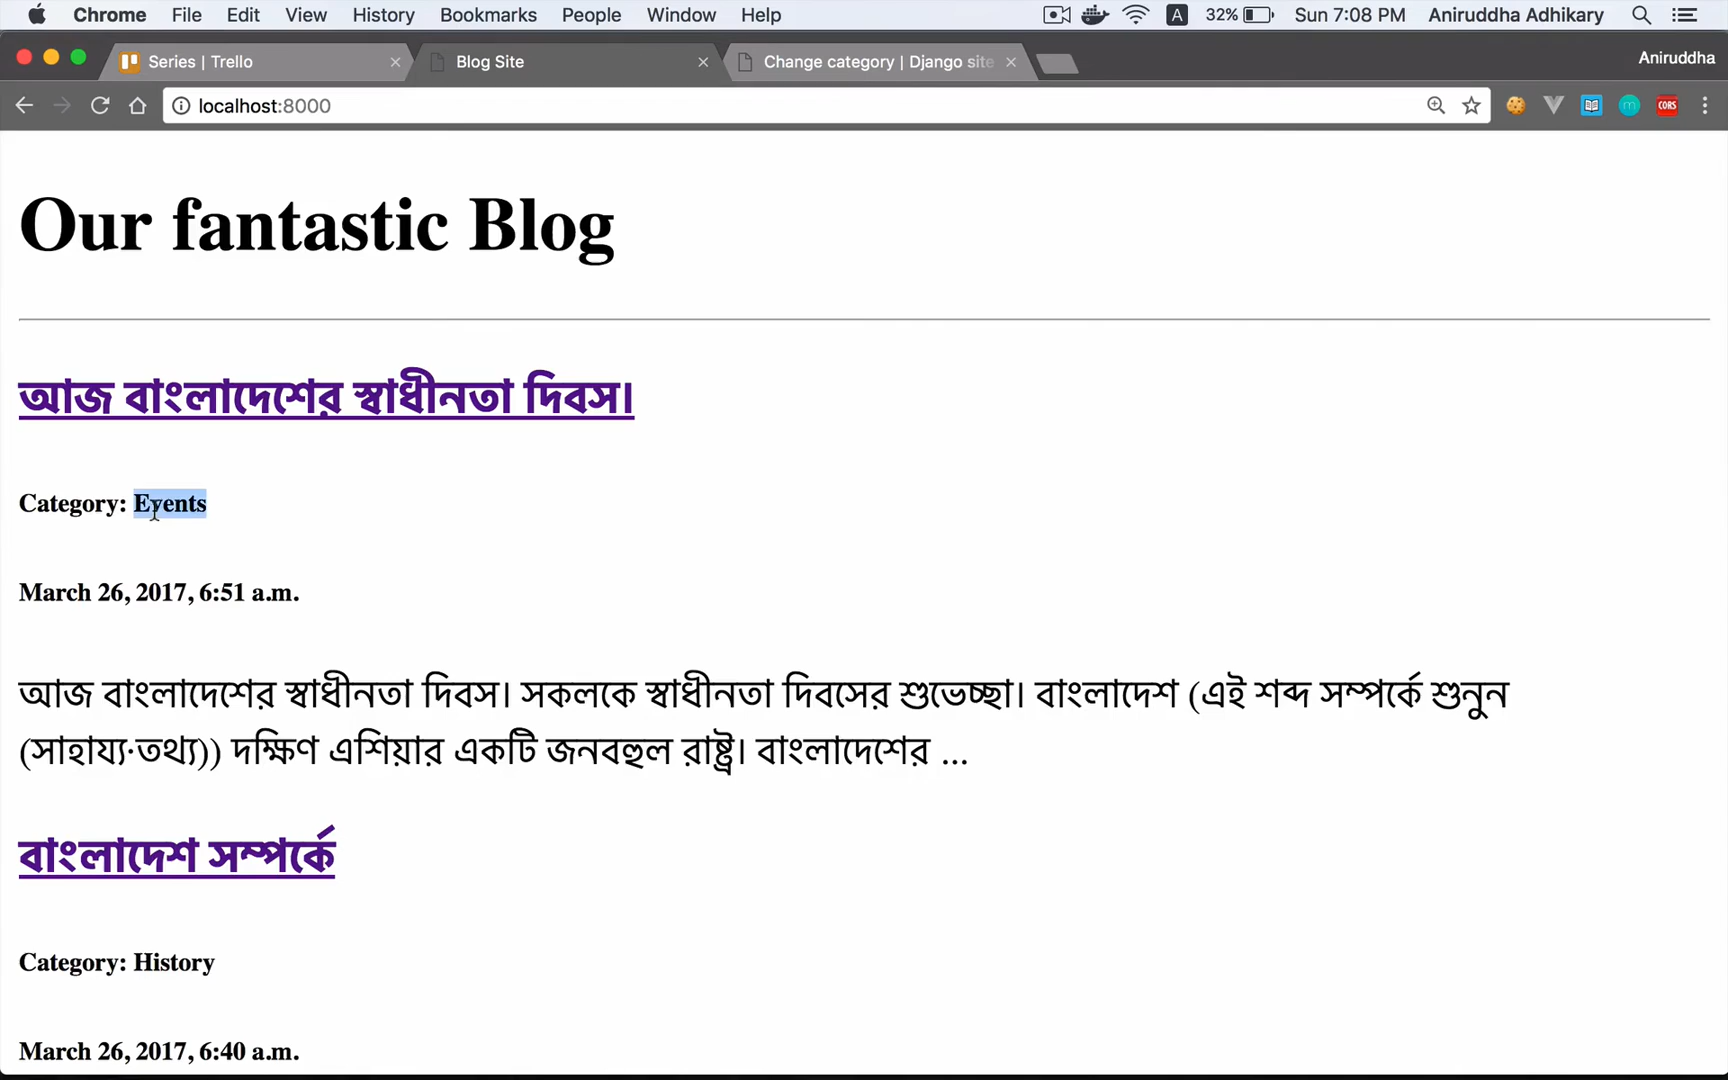 Chrome File Edit View History Bookmarks People Window Help A 32% Sun 7:08 PM Aniruddha Adhikary
Series | Trello Blog Site Change category | Django site Aniruddha
localhost:8000 m CORS
Our fantastic Blog
আজ বাংলাদেশের স্বাধীনতা দিবস।
Category: Events
March 26, 2017, 6:51 a.m.
আজ বাংলাদেশের স্বাধীনতা দিবস। সকলকে স্বাধীনতা দিবসের শুভেচ্ছা। বাংলাদেশ (এই শব্দ সম্পর্কে শুনুন
(সাহায্য·তথ্য)) দক্ষিণ এশিয়ার একটি জনবহুল রাষ্ট্র। বাংলাদেশের ...
বাংলাদেশ সম্পর্কে
Category: History
March 26, 2017, 6:40 a.m.